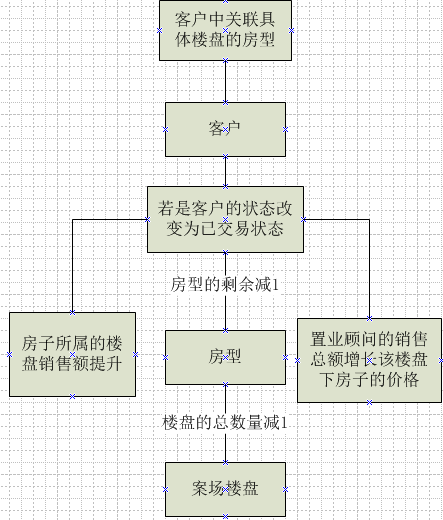 客户中关联具
体楼盘的房型
客户
若是客户的状态改
变为已交易状态
房型的剩余减1
房子所属的楼
盘销售额提升
房型
置业顾问的销售
总额增长该楼盘
下房子的价格
楼盘的总数量减1
案场楼盘